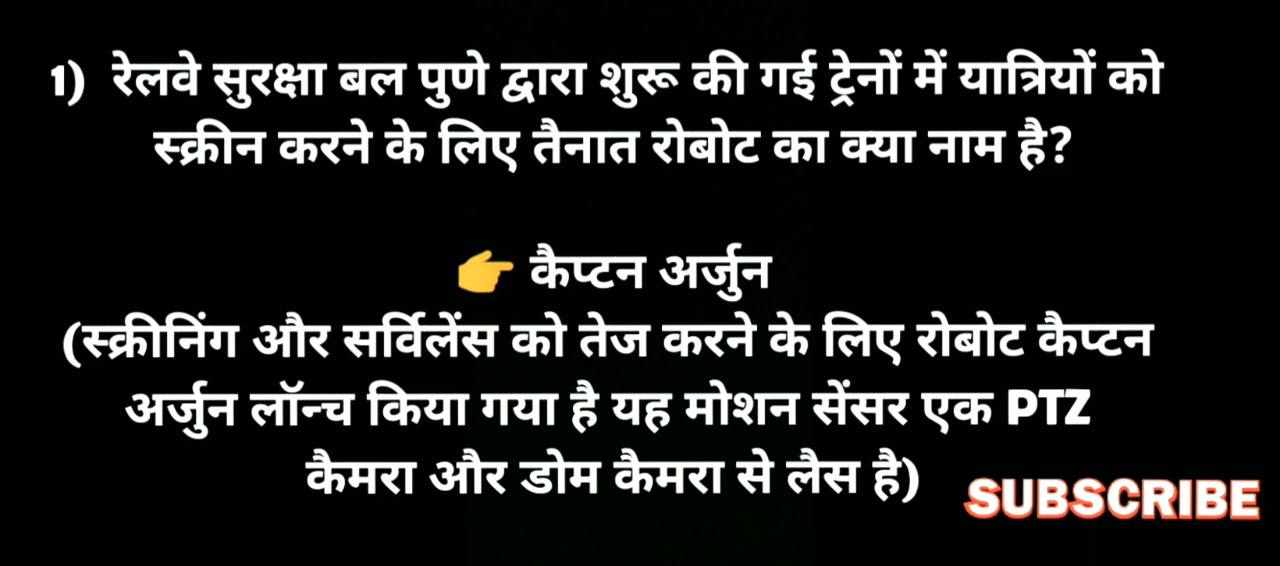 1) रेलवे सुरक्षा बल पुणे द्वारा शुरू की गई ट्रेनों में यात्रियों को
स्क्रीन करने के लिए तैनात रोबोट का क्या नाम है?
👉 कैप्टन अर्जुन
(स्क्रीनिंग और सर्विलेंस को तेज करने के लिए रोबोट कैप्टन
अर्जुन लॉन्च किया गया है यह मोशन सेंसर एक PTZ
कैमरा और डोम कैमरा से लैस है)
SUBSCRIBE